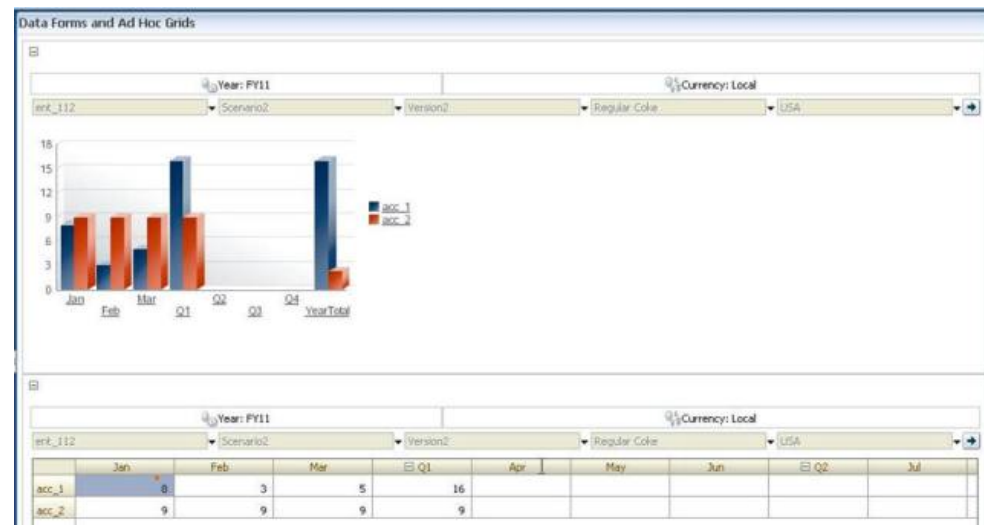 Data Forms and Ad Hoc Grids
Year: FY11 Currency: Local
ent_112 Scenario2 Version2 Regular Coke USA
18
15
12
9
6
3
0
acc_1
acc_2
Jan Feb Mar Q1 Q2 Q3 Q4 YearTotal
Year: FY11 Currency: Local
ent_112 Scenario2 Version2 Regular Coke USA
Jan Feb Mar Q1 Apr May Jun Q2 Jul
acc_1 8 3 5 16
acc_2 9 9 9 9